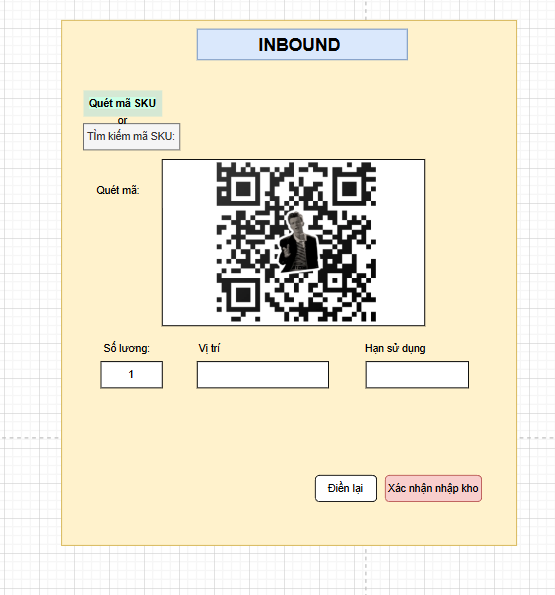 INBOUND
Quét mã SKU
or
Tìm kiếm mã SKU:
Quét mã:
Số lương:
Vị trí
Hạn sử dụng
1
Điền lại
Xác nhận nhập kho